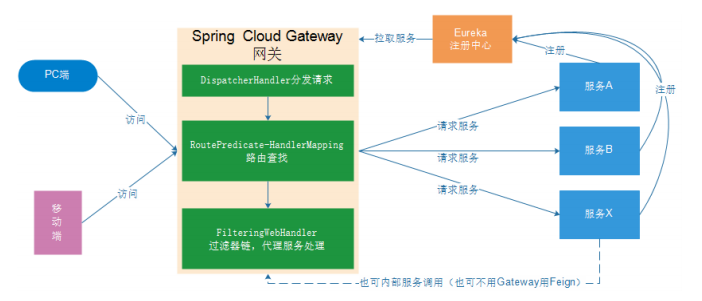 Spring Cloud Gateway
网关
DispatcherHandler分发请求
RoutePredicate-HandlerMapping
路由查找
FilteringWebHandler
过滤器链，代理服务处理
PC端
访问
移
动
端
访问
拉取服务
Eureka
注册中心
注册
注册
服务A
请求服务
服务B
请求服务
服务X
请求服务
也可内部服务调用（也可不用Gateway用Feign）